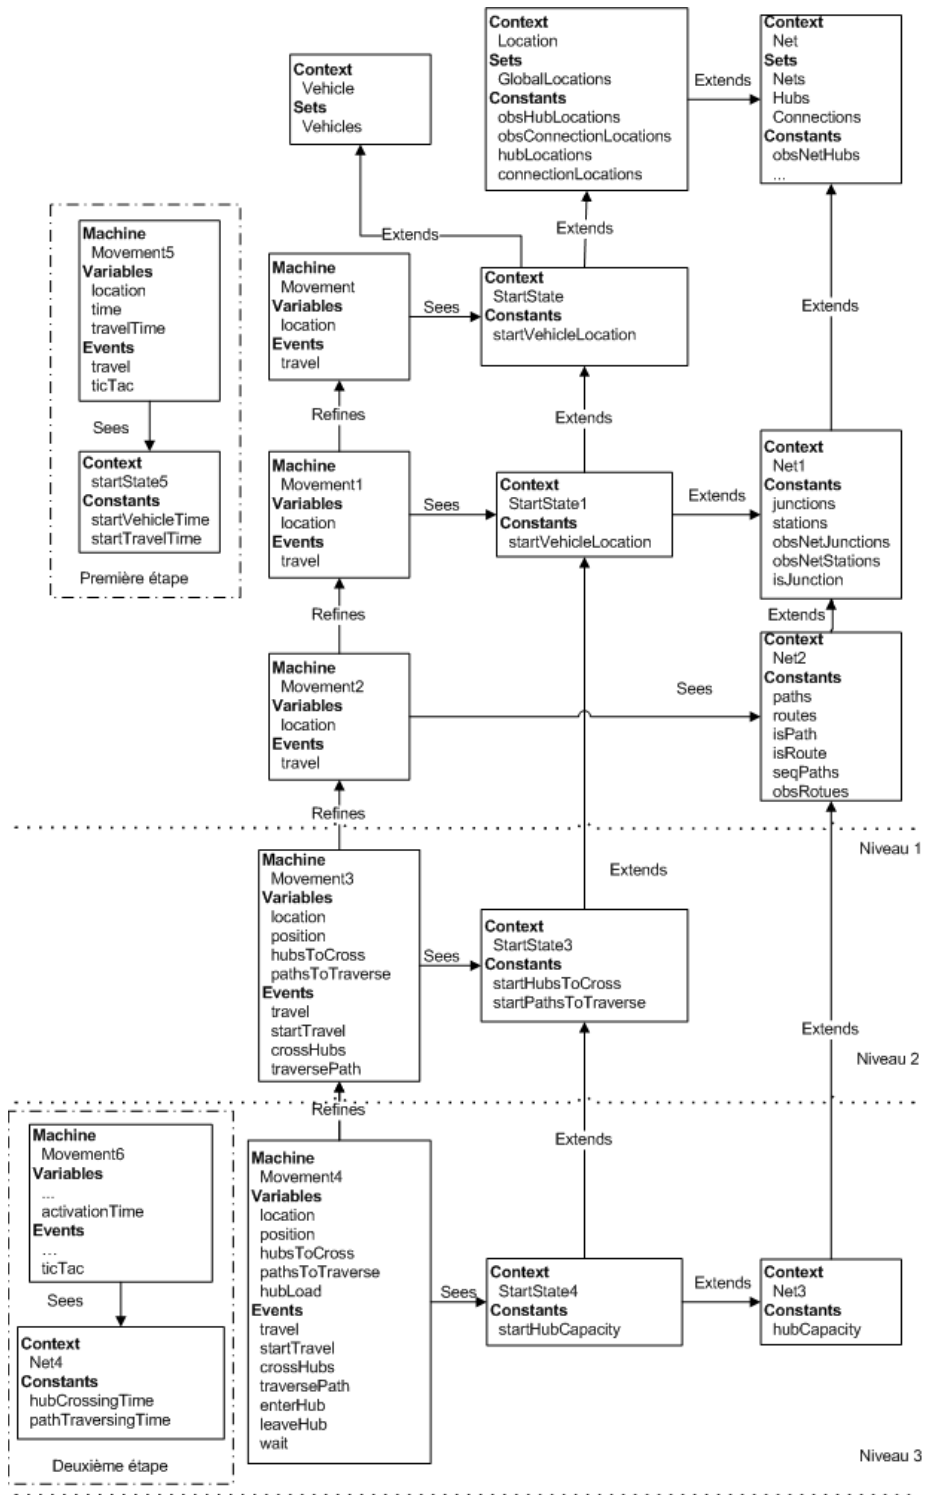 Context
Location
Sets
GlobalLocations
Constants
obsHubLocations
obsConnectionLocations
hubLocations
connectionLocations
Extends
Context
Net
Sets
Nets
Hubs
Connections
Constants
obsNetHubs
...
Context
Vehicle
Sets
Vehicles
Extends
Extends
Extends
Machine
Movement5
Variables
location
time
travelTime
Events
travel
ticTac
Sees
Context
startState5
Constants
startVehicleTime
startTravelTime
Première étape
Machine
Movement
Variables
location
Events
travel
Sees
Context
StartState
Constants
startVehicleLocation
Refines
Extends
Machine
Movement1
Variables
location
Events
travel
Sees
Context
StartState1
Constants
startVehicleLocation
Extends
Context
Net1
Constants
junctions
stations
obsNetJunctions
obsNetStations
isJunction
Refines
Extends
Machine
Movement2
Variables
location
Events
travel
Sees
Context
Net2
Constants
paths
routes
isPath
isRoute
seqPaths
obsRotues
Refines
Niveau 1
Machine
Movement3
Variables
location
position
hubsToCross
pathsToTraverse
Events
travel
startTravel
crossHubs
traversePath
Sees
Extends
Context
StartState3
Constants
startHubsToCross
startPathsToTraverse
Extends
Niveau 2
Refines
Extends
Machine
Movement6
Variables
...
activationTime
Events
...
ticTac
Sees
Context
Net4
Constants
hubCrossingTime
pathTraversingTime
Deuxième étape
Machine
Movement4
Variables
location
position
hubsToCross
pathsToTraverse
hubLoad
Events
travel
startTravel
crossHubs
traversePath
enterHub
leaveHub
wait
Sees
Context
StartState4
Constants
startHubCapacity
Extends
Context
Net3
Constants
hubCapacity
Niveau 3